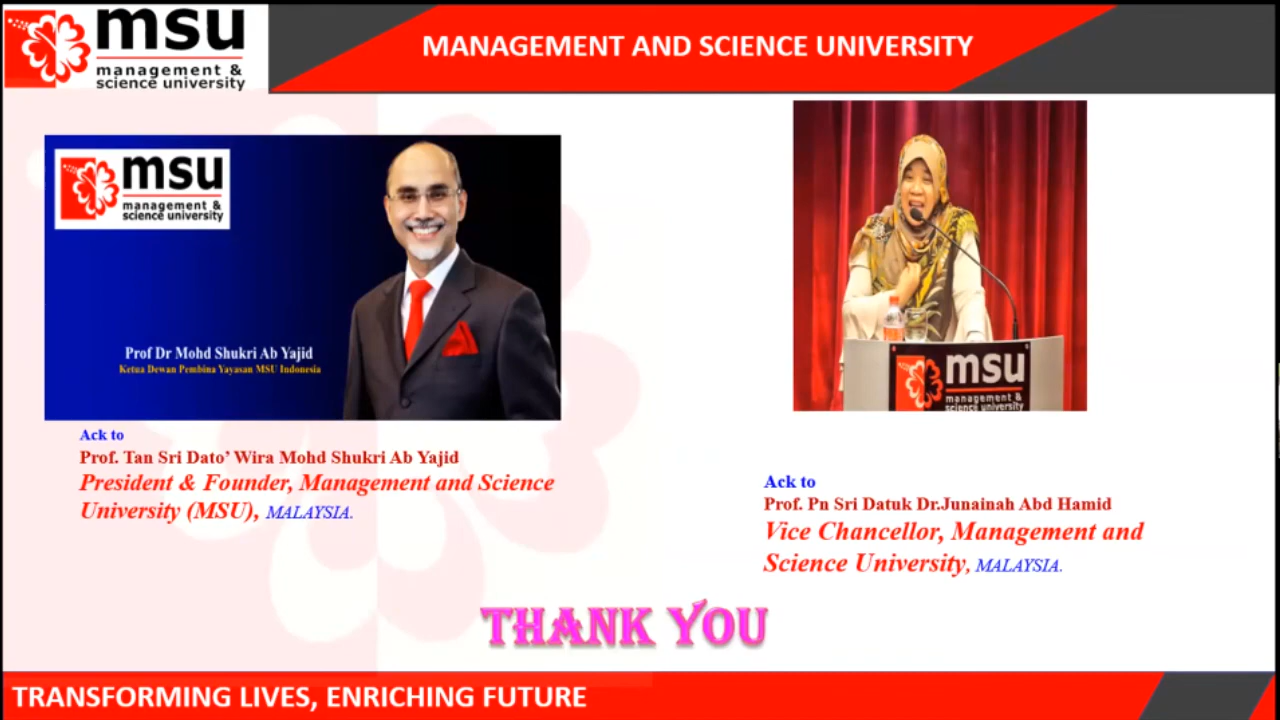 msu
management &
science university
MANAGEMENT AND SCIENCE UNIVERSITY
msu
management &
science university
Prof Dr Mohd Shukri Ab Yajid
Ketua Dewan Pembina Yayasan MSU Indonesia
Ack to
Prof. Tan Sri Dato’ Wira Mohd Shukri Ab Yajid
President & Founder, Management and Science
University (MSU), MALAYSIA.
msu
management &
science university
Ack to
Prof. Pn Sri Datuk Dr.Junainah Abd Hamid
Vice Chancellor, Management and
Science University, MALAYSIA.
THANK YOU
TRANSFORMING LIVES, ENRICHING FUTURE